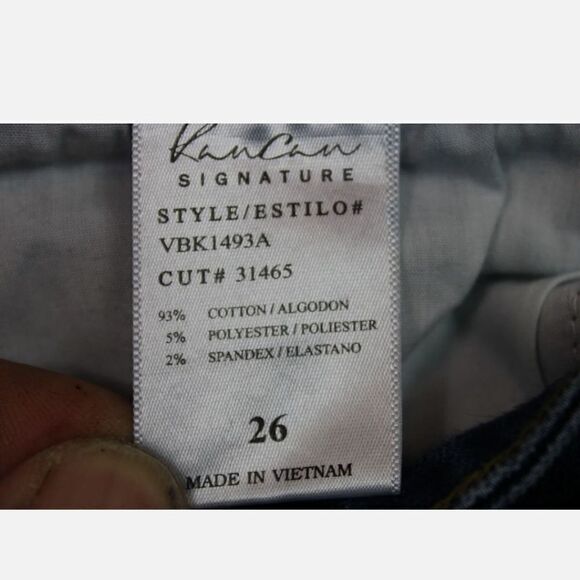 KanCan
SIGNATURE
STYLE/ESTILO#
VBK1493A
CUT# 31465
93% COTTON/ALGODON
5% POLYESTER/POLIESTER
2% SPANDEX/ELASTANO
26
MADE IN VIETNAM